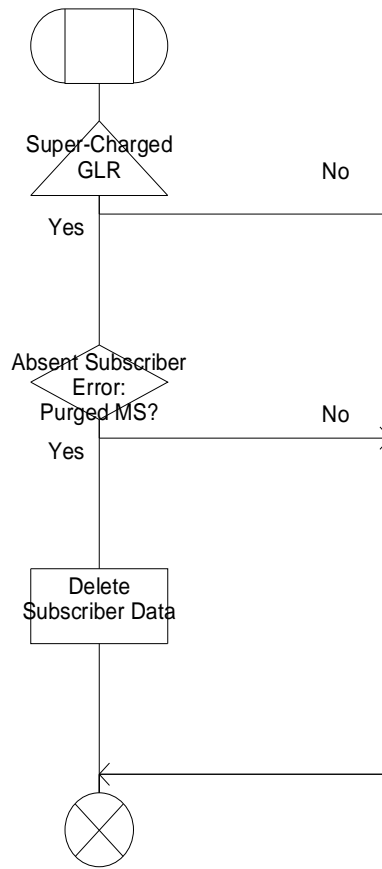 Super-Charged
GLR
No
Yes
Absent Subscriber
Error:
Purged MS?
No
Yes
Delete
Subscriber Data